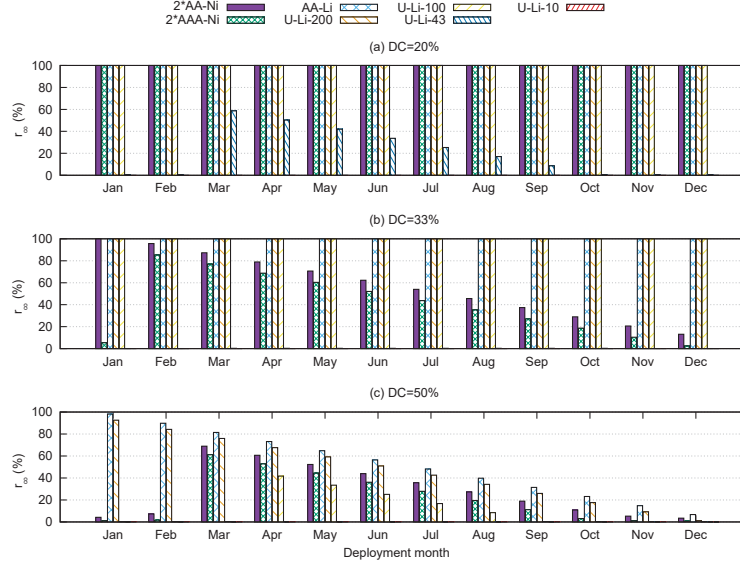 2*AA-Ni AA-Li U-Li-100 U-Li-10
2*AAA-Ni U-Li-200 U-Li-43
(a) DC=20%
r∞ (%)
100
80
60
40
20
0
Jan Feb Mar Apr May Jun Jul Aug Sep Oct Nov Dec
(b) DC=33%
r∞ (%)
100
80
60
40
20
0
Jan Feb Mar Apr May Jun Jul Aug Sep Oct Nov Dec
(c) DC=50%
r∞ (%)
100
80
60
40
20
0
Jan Feb Mar Apr May Jun Jul Aug Sep Oct Nov Dec
Deployment month